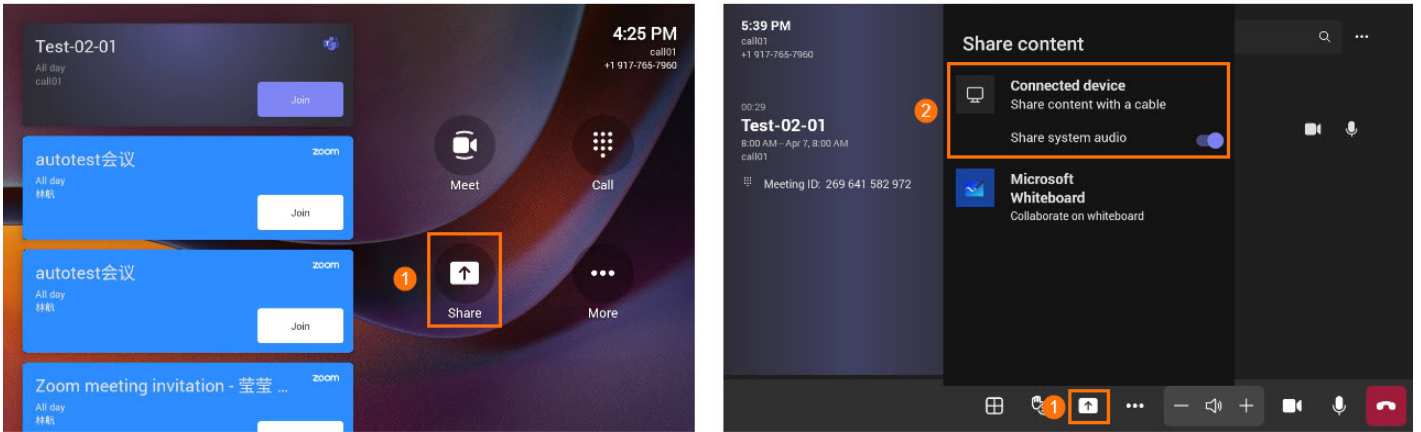 Test-02-01
All day
call01
Join
autotest会议
zoom
All day
林航
Join
autotest会议
zoom
All day
林航
Join
Zoom meeting invitation - 莹莹 ...
zoom
All day
林航
4:25 PM
call01
+1 917-765-7960
Meet
Call
1
Share
More
5:39 PM
call01
+1 917-765-7960
00:29
Test-02-01
8:00 AM – Apr 7, 8:00 AM
call01
Meeting ID: 269 641 582 972
Share content
2
Connected device
Share content with a cable
Share system audio
Microsoft
Whiteboard
Collaborate on whiteboard
1